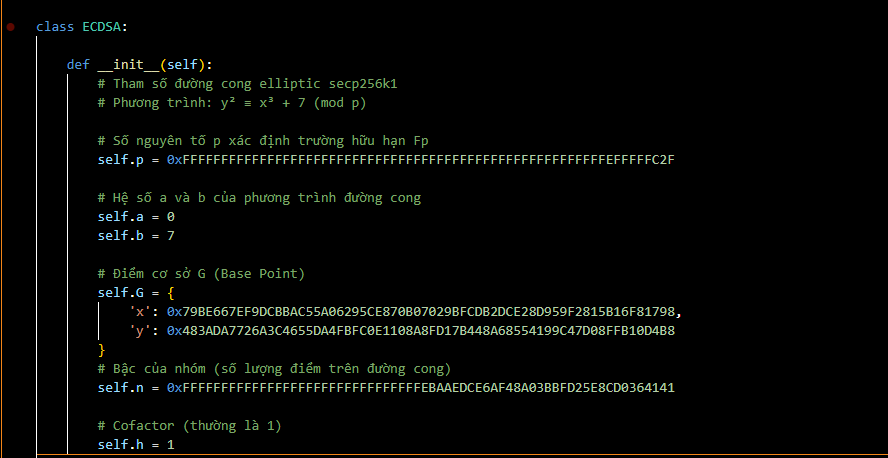 class ECDSA:
def __init__(self):
# Tham số đường cong elliptic secp256k1
# Phương trình: y² ≡ x³ + 7 (mod p)
# Số nguyên tố p xác định trường hữu hạn Fp
self.p = 0xFFFFFFFFFFFFFFFFFFFFFFFFFFFFFFFFFFFFFFFFFFFFFFFFFFFFFFFEFFFFFC2F
# Hệ số a và b của phương trình đường cong
self.a = 0
self.b = 7
# Điểm cơ sở G (Base Point)
self.G = {
'x': 0x79BE667EF9DCBBAC55A06295CE870B07029BFCDB2DCE28D959F2815B16F81798,
'y': 0x483ADA7726A3C4655DA4FBFC0E1108A8FD17B448A68554199C47D08FFB10D4B8
}
# Bậc của nhóm (số lượng điểm trên đường cong)
self.n = 0xFFFFFFFFFFFFFFFFFFFFFFFFFFFFFFFEBAAEDCE6AF48A03BBFD25E8CD0364141
# Cofactor (thường là 1)
self.h = 1